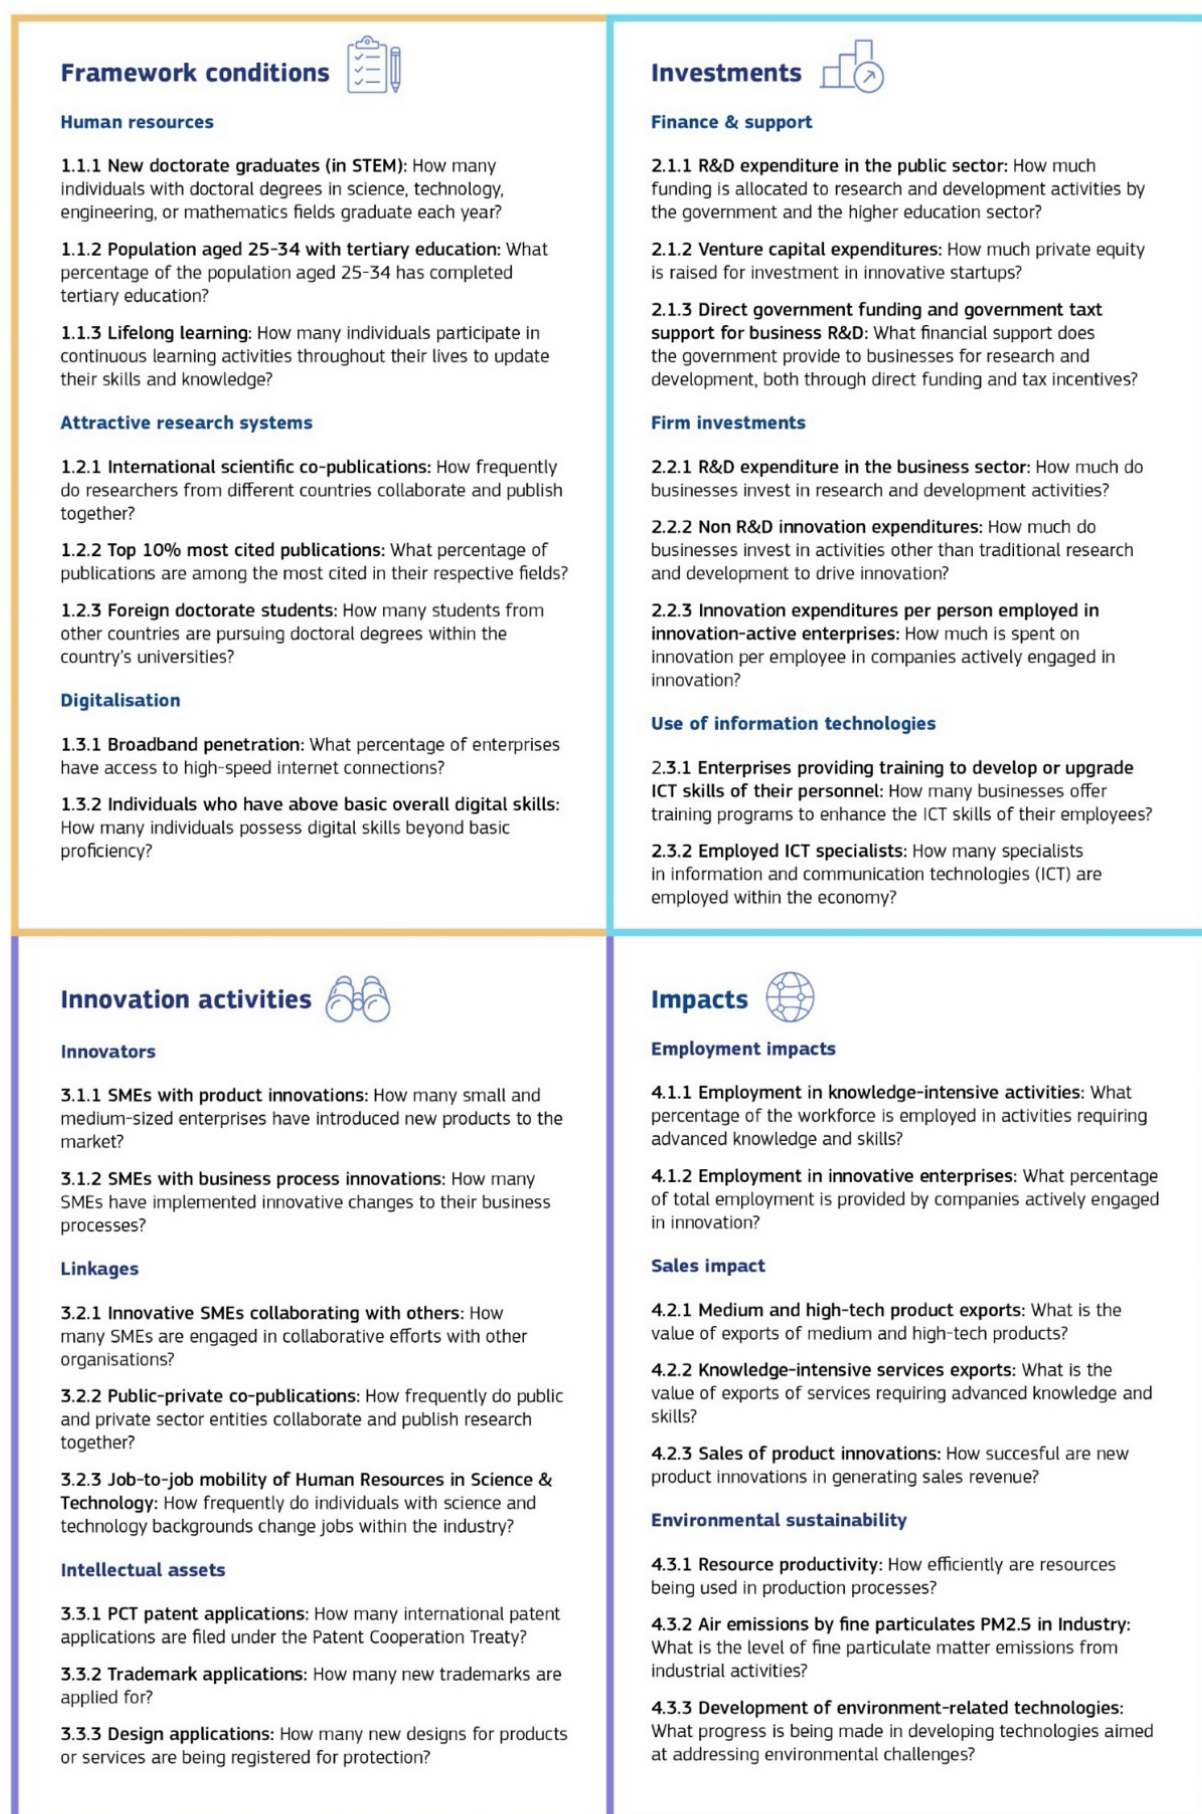 Framework conditions
Human resources
1.1.1 New doctorate graduates (in STEM): How many
individuals with doctoral degrees in science, technology,
engineering, or mathematics fields graduate each year?
1.1.2 Population aged 25-34 with tertiary education: What
percentage of the population aged 25-34 has completed
tertiary education?
1.1.3 Lifelong learning: How many individuals participate in
continuous learning activities throughout their lives to update
their skills and knowledge?
Attractive research systems
1.2.1 International scientific co-publications: How frequently
do researchers from different countries collaborate and publish
together?
1.2.2 Top 10% most cited publications: What percentage of
publications are among the most cited in their respective fields?
1.2.3 Foreign doctorate students: How many students from
other countries are pursuing doctoral degrees within the
country's universities?
Digitalisation
1.3.1 Broadband penetration: What percentage of enterprises
have access to high-speed internet connections?
1.3.2 Individuals who have above basic overall digital skills:
How many individuals possess digital skills beyond basic
proficiency?
Investments
Finance & support
2.1.1 R&D expenditure in the public sector: How much
funding is allocated to research and development activities by
the government and the higher education sector?
2.1.2 Venture capital expenditures: How much private equity
is raised for investment in innovative startups?
2.1.3 Direct government funding and government taxt
support for business R&D: What financial support does
the government provide to businesses for research and
development, both through direct funding and tax incentives?
Firm investments
2.2.1 R&D expenditure in the business sector: How much do
businesses invest in research and development activities?
2.2.2 Non R&D innovation expenditures: How much do
businesses invest in activities other than traditional research
and development to drive innovation?
2.2.3 Innovation expenditures per person employed in
innovation-active enterprises: How much is spent on
innovation per employee in companies actively engaged in
innovation?
Use of information technologies
2.3.1 Enterprises providing training to develop or upgrade
ICT skills of their personnel: How many businesses offer
training programs to enhance the ICT skills of their employees?
2.3.2 Employed ICT specialists: How many specialists
in information and communication technologies (ICT) are
employed within the economy?
Innovation activities
Innovators
3.1.1 SMEs with product innovations: How many small and
medium-sized enterprises have introduced new products to the
market?
3.1.2 SMEs with business process innovations: How many
SMEs have implemented innovative changes to their business
processes?
Linkages
3.2.1 Innovative SMEs collaborating with others: How
many SMEs are engaged in collaborative efforts with other
organisations?
3.2.2 Public-private co-publications: How frequently do public
and private sector entities collaborate and publish research
together?
3.2.3 Job-to-job mobility of Human Resources in Science &
Technology: How frequently do individuals with science and
technology backgrounds change jobs within the industry?
Intellectual assets
3.3.1 PCT patent applications: How many international patent
applications are filed under the Patent Cooperation Treaty?
3.3.2 Trademark applications: How many new trademarks are
applied for?
3.3.3 Design applications: How many new designs for products
or services are being registered for protection?
Impacts
Employment impacts
4.1.1 Employment in knowledge-intensive activities: What
percentage of the workforce is employed in activities requiring
advanced knowledge and skills?
4.1.2 Employment in innovative enterprises: What percentage
of total employment is provided by companies actively engaged
in innovation?
Sales impact
4.2.1 Medium and high-tech product exports: What is the
value of exports of medium and high-tech products?
4.2.2 Knowledge-intensive services exports: What is the
value of exports of services requiring advanced knowledge and
skills?
4.2.3 Sales of product innovations: How succesful are new
product innovations in generating sales revenue?
Environmental sustainability
4.3.1 Resource productivity: How efficiently are resources
being used in production processes?
4.3.2 Air emissions by fine particulates PM2.5 in Industry:
What is the level of fine particulate matter emissions from
industrial activities?
4.3.3 Development of environment-related technologies:
What progress is being made in developing technologies aimed
at addressing environmental challenges?